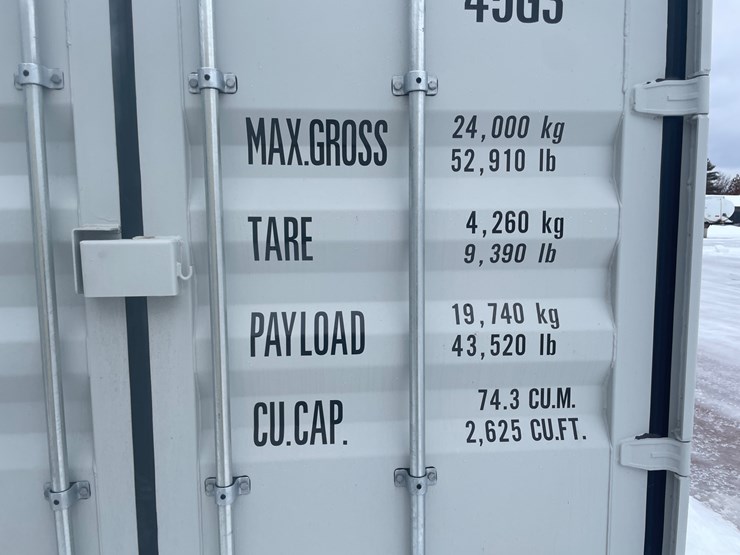 45G3
MAX.GROSS 24,000 kg
52,910 lb
TARE 4,260 kg
9,390 lb
PAYLOAD 19,740 kg
43,520 lb
CU.CAP. 74.3 CU.M.
2,625 CU.FT.